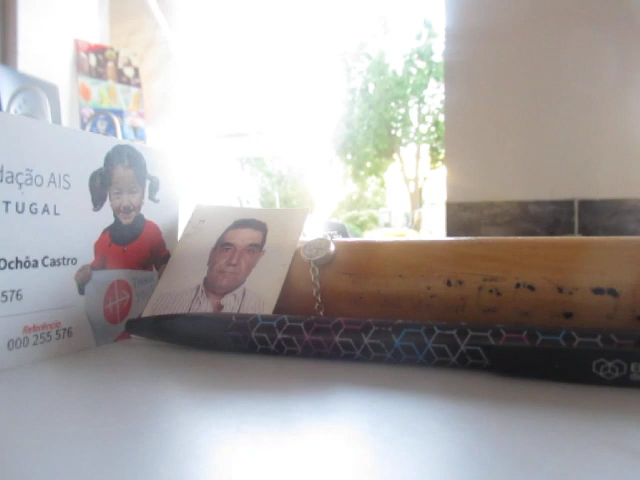 dação AIS
TUGAL
Ochôa Castro
576
Referência
000 255 576